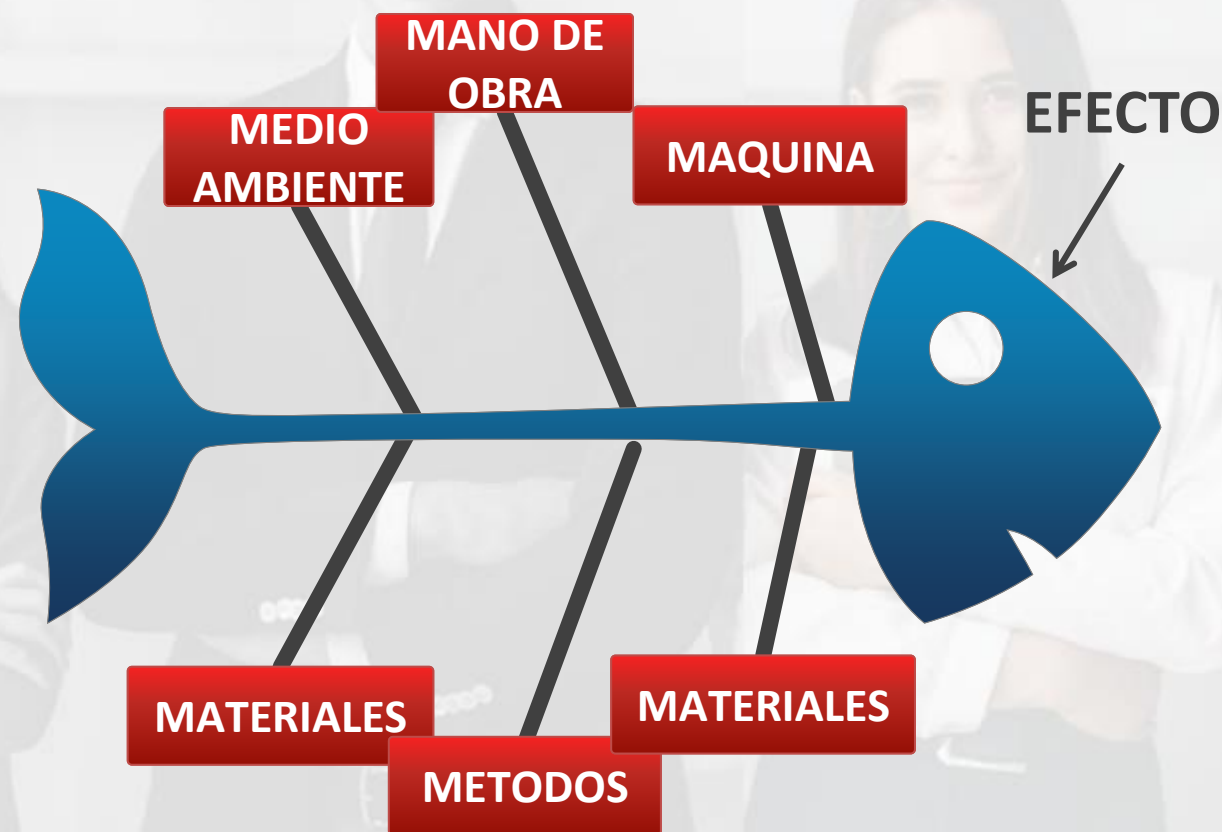 MANO DE
OBRA
EFECTO
MEDIO
AMBIENTE
MAQUINA
MATERIALES
MATERIALES
METODOS